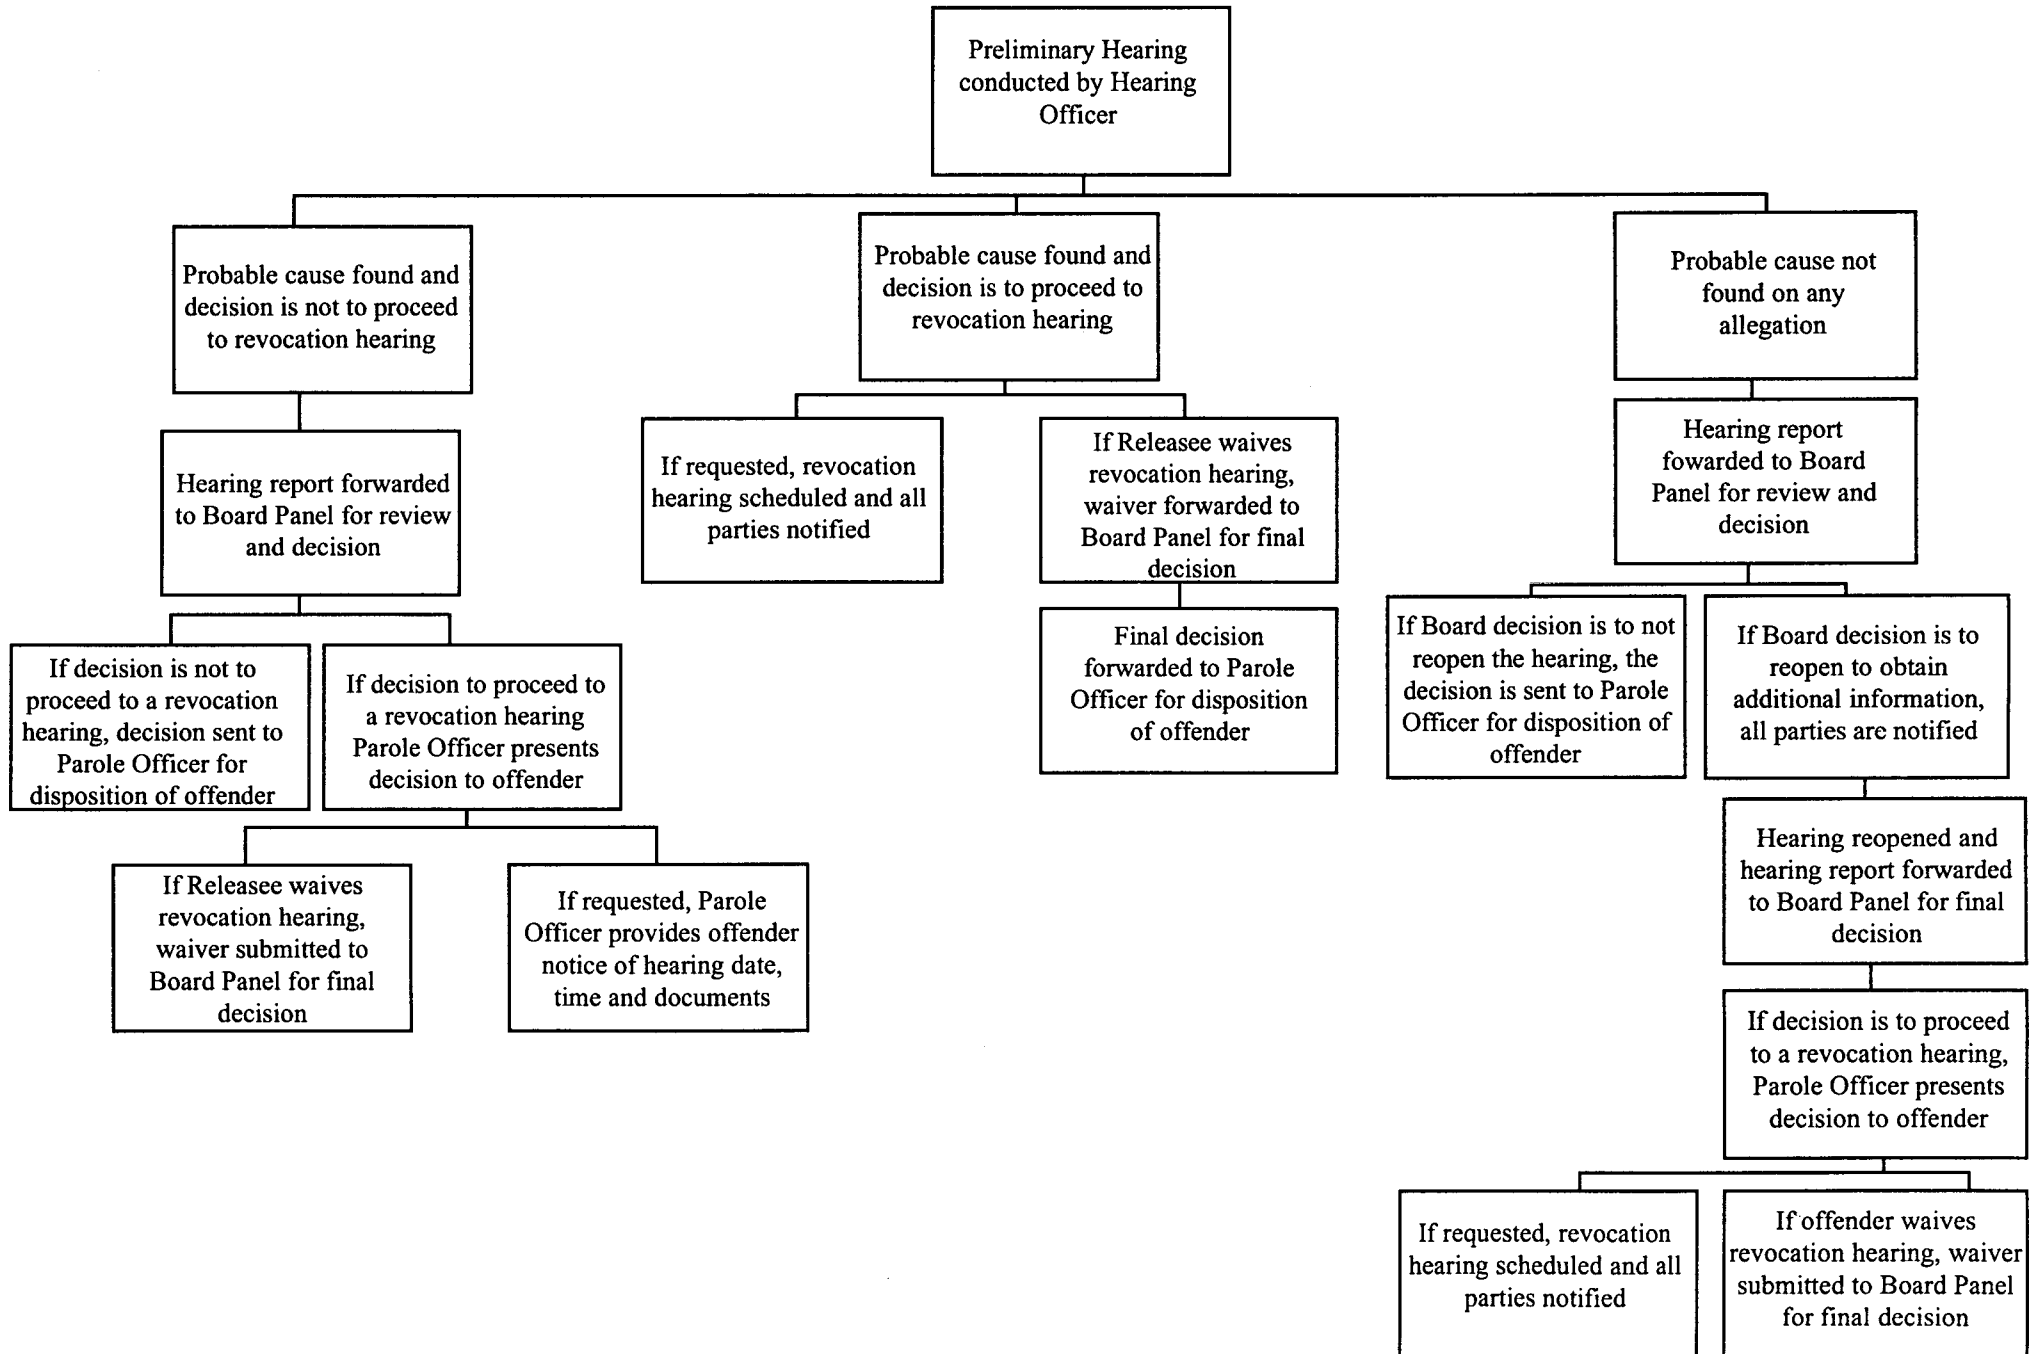 Preliminary Hearing
conducted by Hearing
Officer
Probable cause found and
decision is not to proceed
to revocation hearing
Probable cause found and
decision is to proceed to
revocation hearing
Probable cause not
found on any
allegation
Hearing report forwarded
to Board Panel for review
and decision
If requested, revocation
hearing scheduled and all
parties notified
If Releasee waives
revocation hearing,
waiver forwarded to
Board Panel for final
decision
Hearing report
fowarded to Board
Panel for review and
decision
If decision is not to
proceed to a revocation
hearing, decision sent to
Parole Officer for
disposition of offender
If decision to proceed to
a revocation hearing
Parole Officer presents
decision to offender
Final decision
forwarded to Parole
Officer for disposition
of offender
If Board decision is to not
reopen the hearing, the
decision is sent to Parole
Officer for disposition of
offender
If Board decision is to
reopen to obtain
additional information,
all parties are notified
If Releasee waives
revocation hearing,
waiver submitted to
Board Panel for final
decision
If requested, Parole
Officer provides offender
notice of hearing date,
time and documents
Hearing reopened and
hearing report forwarded
to Board Panel for final
decision
If decision is to proceed
to a revocation hearing,
Parole Officer presents
decision to offender
If requested, revocation
hearing scheduled and all
parties notified
If offender waives
revocation hearing, waiver
submitted to Board Panel
for final decision